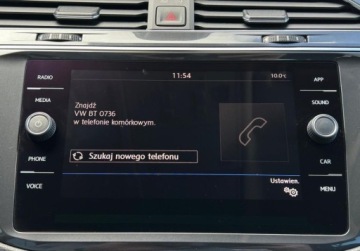 11:54
10.0°C
RADIO
MEDIA
PHONE
VOICE
Znajdź
VW BT 0736
w telefonie komórkowym.
Szukaj nowego telefonu
Ustawien.
APP
SOUND
CAR
MENU